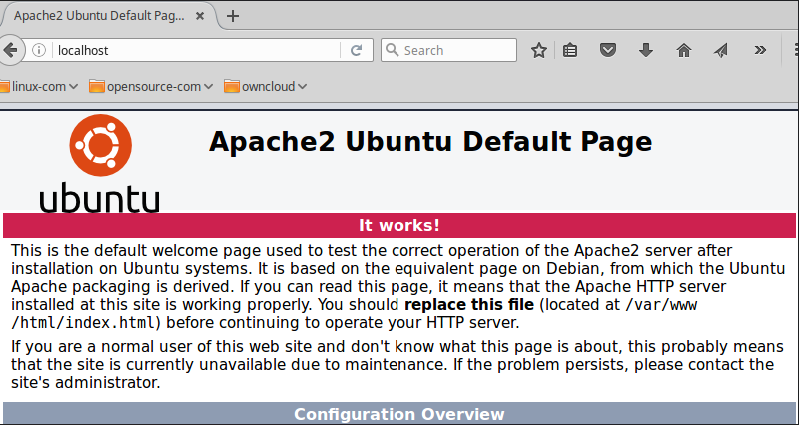 Apache2 Ubuntu Default Pag...
localhost
Search
linux-com opensource-com owncloud
ubuntu
Apache2 Ubuntu Default Page
It works!
This is the default welcome page used to test the correct operation of the Apache2 server after
installation on Ubuntu systems. It is based on the equivalent page on Debian, from which the Ubuntu
Apache packaging is derived. If you can read this page, it means that the Apache HTTP server
installed at this site is working properly. You should replace this file (located at /var/www
/html/index.html) before continuing to operate your HTTP server.
If you are a normal user of this web site and don't know what this page is about, this probably means
that the site is currently unavailable due to maintenance. If the problem persists, please contact the
site's administrator.
Configuration Overview